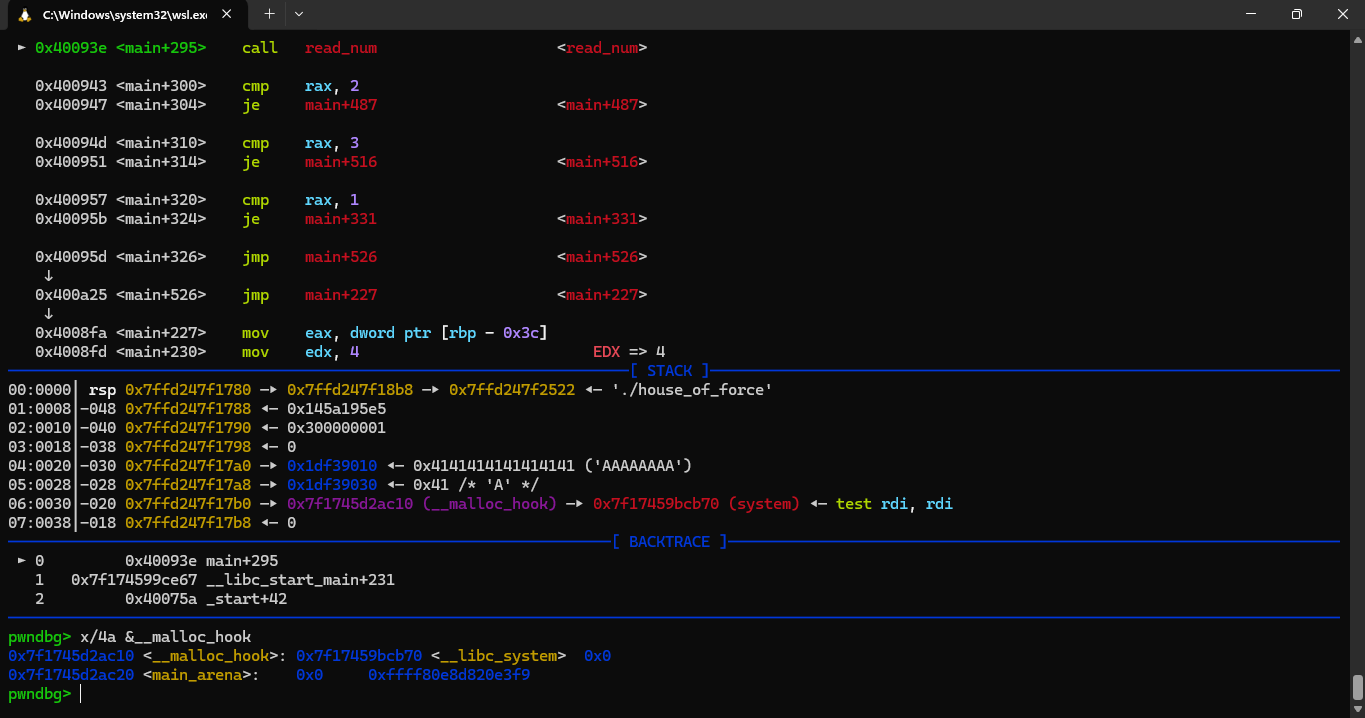 C:\Windows\system32\wsl.exe
► 0x40093e <main+295> call read_num <read_num>
0x400943 <main+300> cmp rax, 2
0x400947 <main+304> je main+487 <main+487>
0x40094d <main+310> cmp rax, 3
0x400951 <main+314> je main+516 <main+516>
0x400957 <main+320> cmp rax, 1
0x40095b <main+324> je main+331 <main+331>
0x40095d <main+326> jmp main+526 <main+526>
↓
0x400a25 <main+526> jmp main+227 <main+227>
↓
0x4008fa <main+227> mov eax, dword ptr [rbp - 0x3c]
0x4008fd <main+230> mov edx, 4 EDX => 4
[ STACK ]
00:0000│ rsp 0x7ffd247f1780 —▸ 0x7ffd247f18b8 —▸ 0x7ffd247f2522 ◂— './house_of_force'
01:0008│-048 0x7ffd247f1788 ◂— 0x145a195e5
02:0010│-040 0x7ffd247f1790 ◂— 0x300000001
03:0018│-038 0x7ffd247f1798 ◂— 0
04:0020│-030 0x7ffd247f17a0 —▸ 0x1df39010 ◂— 0x4141414141414141 ('AAAAAAAA')
05:0028│-028 0x7ffd247f17a8 —▸ 0x1df39030 ◂— 0x41 /* 'A' */
06:0030│-020 0x7ffd247f17b0 —▸ 0x7f1745d2ac10 (__malloc_hook) —▸ 0x7f17459bcb70 (system) ◂— test rdi, rdi
07:0038│-018 0x7ffd247f17b8 ◂— 0
[ BACKTRACE ]
► 0 0x40093e main+295
1 0x7f174599ce67 __libc_start_main+231
2 0x40075a _start+42
pwndbg> x/4a &__malloc_hook
0x7f1745d2ac10 <__malloc_hook>: 0x7f17459bcb70 <__libc_system> 0x0
0x7f1745d2ac20 <main_arena>: 0x0 0xffff80e8d820e3f9
pwndbg>